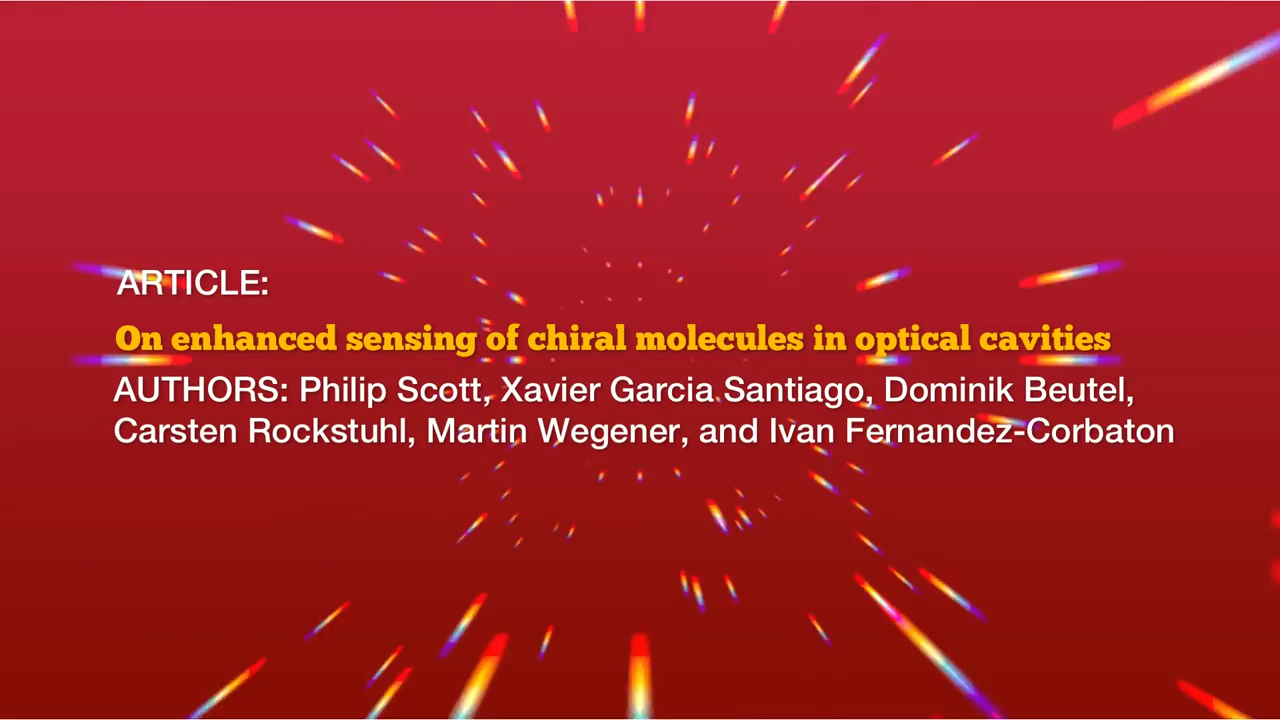 ARTICLE:
On enhanced sensing of chiral molecules in optical cavities
AUTHORS: Philip Scott, Xavier Garcia Santiago, Dominik Beutel,
Carsten Rockstuhl, Martin Wegener, and Ivan Fernandez-Corbaton